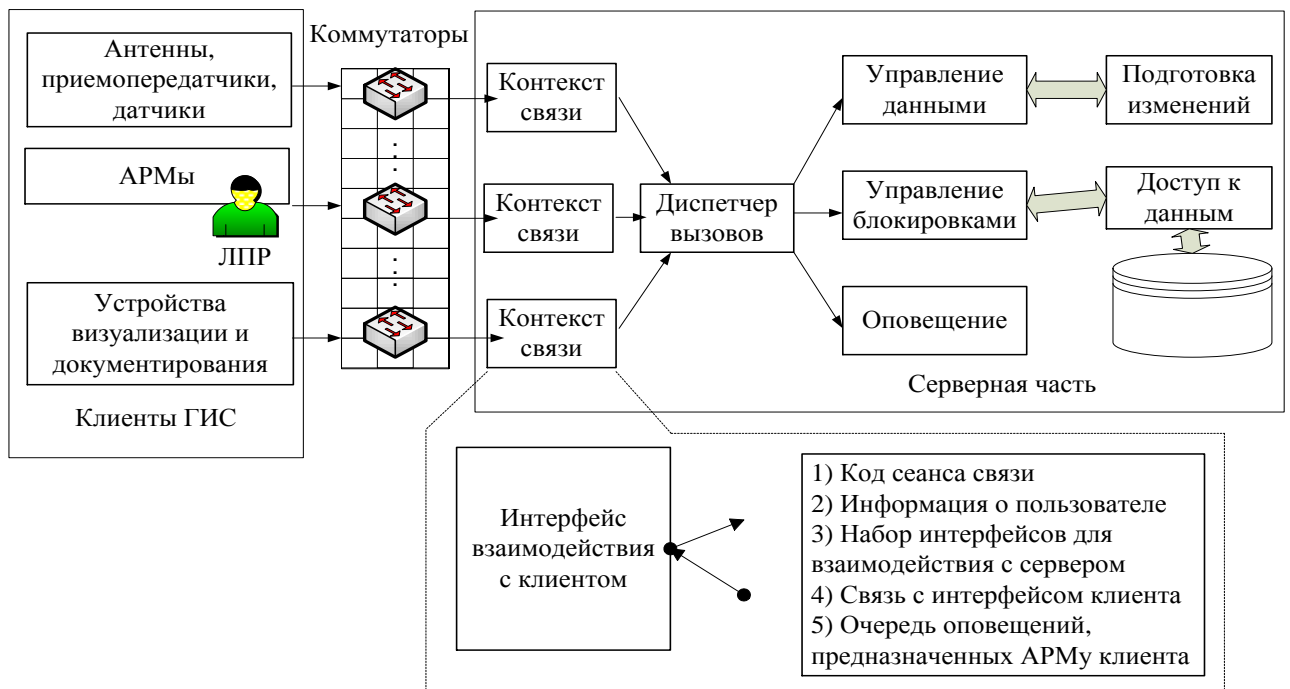 Антенны,
приемопередатчики,
датчики
АРМы
ЛПР
Устройства
визуализации и
документирования
Клиенты ГИС
Коммутаторы
Контекст
связи
Контекст
связи
Контекст
связи
Диспетчер
вызовов
Управление
данными
Подготовка
изменений
Управление
блокировками
Доступ к
данным
Оповещение
Серверная часть
Интерфейс
взаимодействия
с клиентом
1) Код сеанса связи
2) Информация о пользователе
3) Набор интерфейсов для
взаимодействия с сервером
4) Связь с интерфейсом клиента
5) Очередь оповещений,
предназначенных АРМу клиента